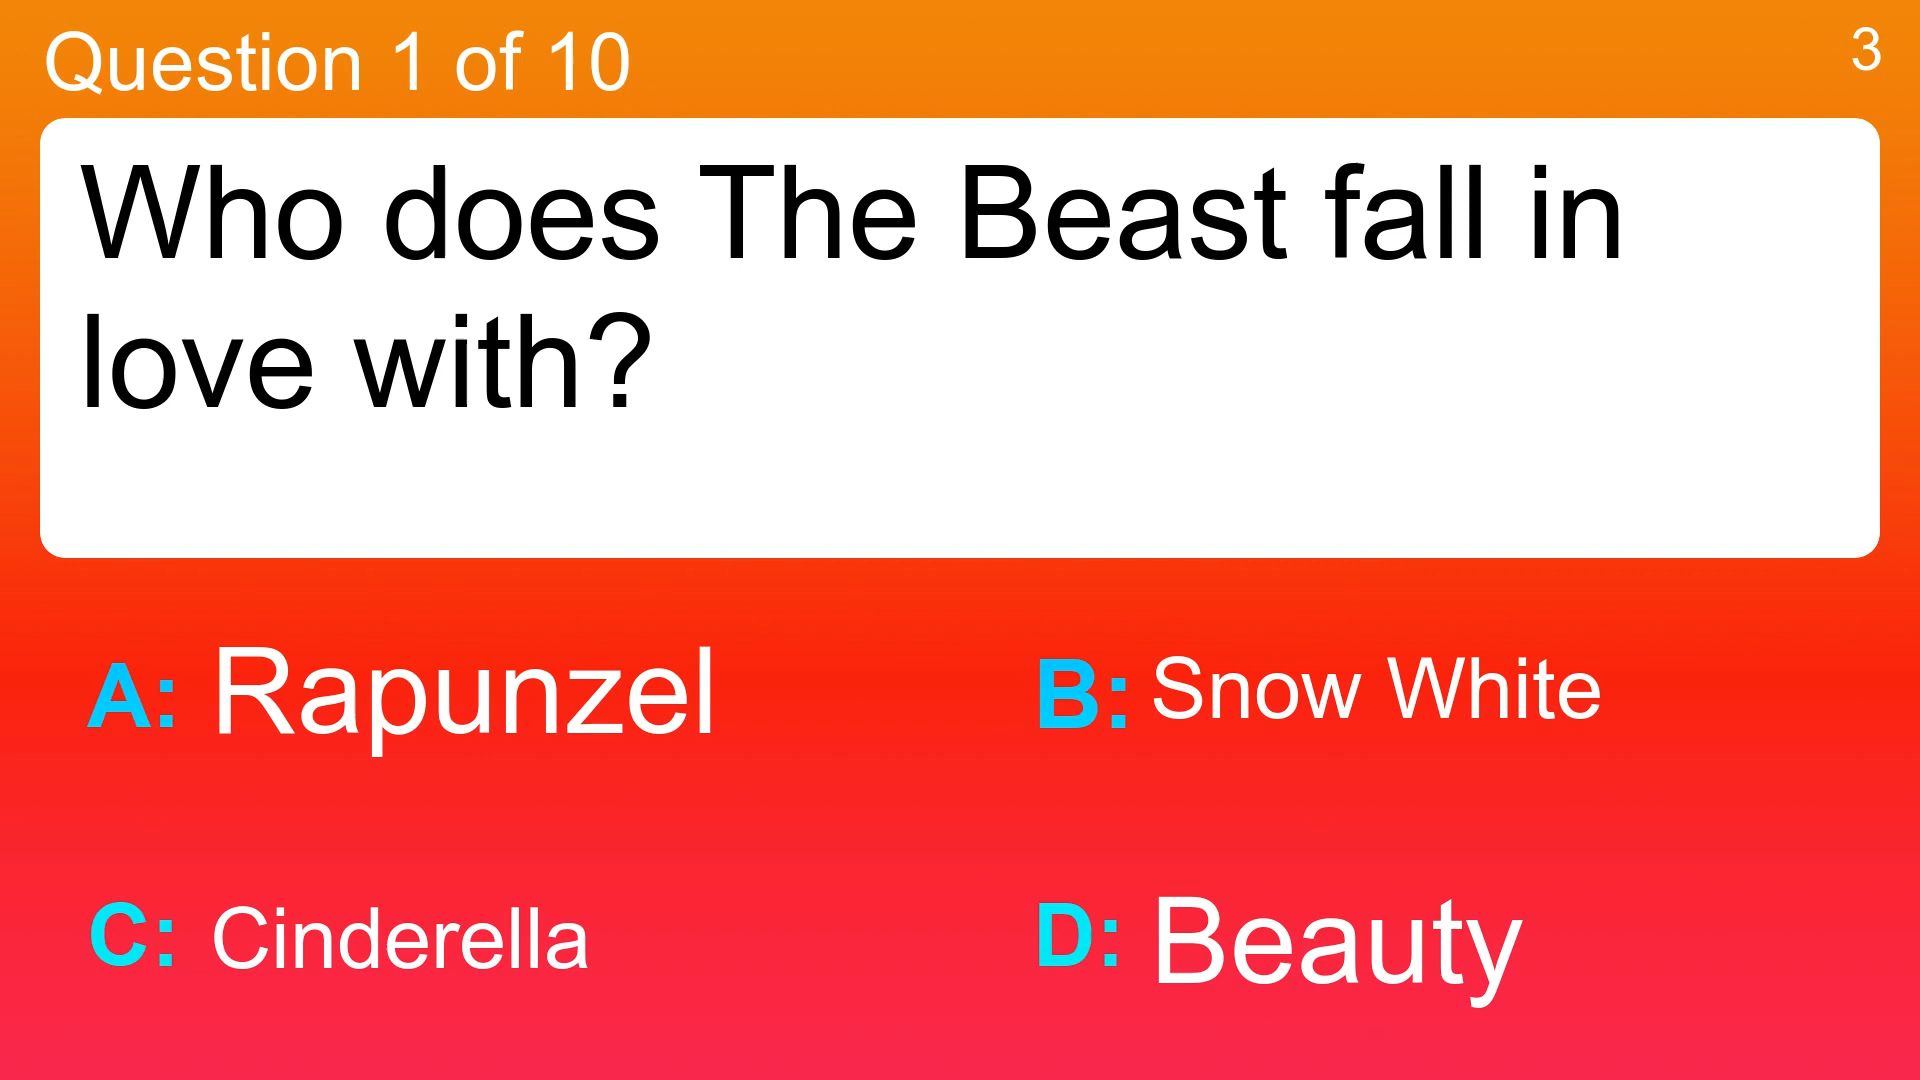 Question 1 of 10
3
Who does The Beast fall in
love with?
A: Rapunzel
B: Snow White
C: Cinderella
D: Beauty